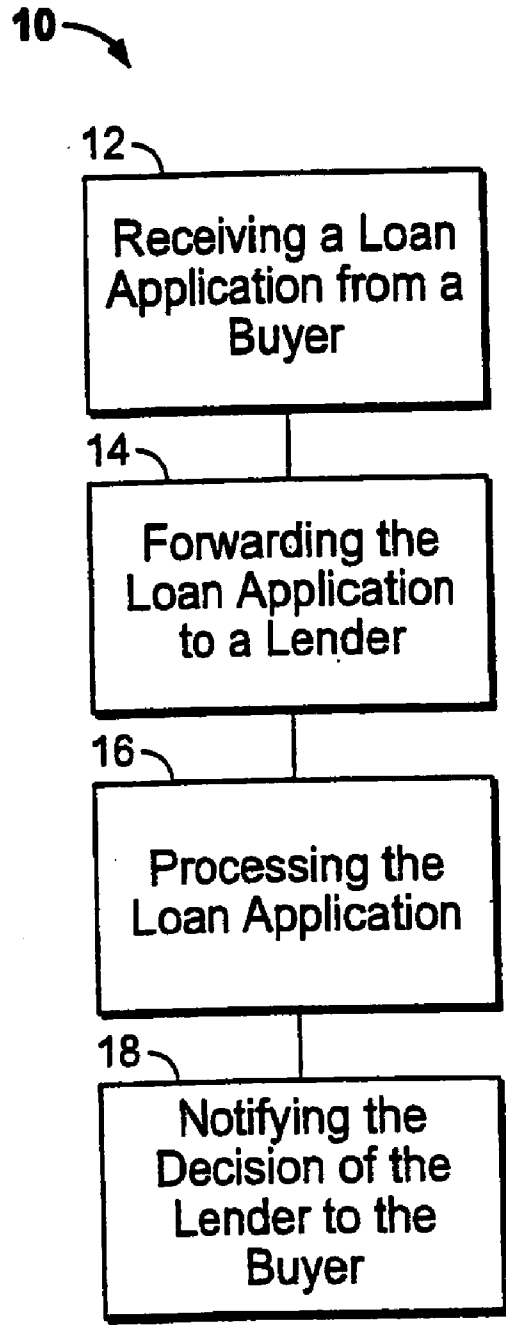 10
12
Receiving a Loan
Application from a
Buyer
14
Forwarding the
Loan Application
to a Lender
16
Processing the
Loan Application
18
Notifying the
Decision of the
Lender to the
Buyer